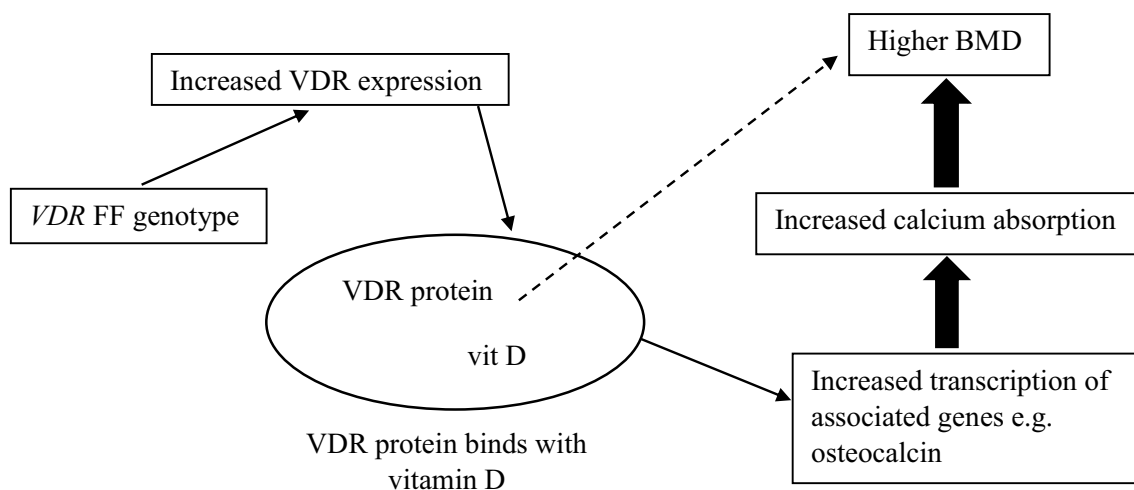 Higher BMD
Increased VDR expression
VDR FF genotype
Increased calcium absorption
VDR protein
vit D
Increased transcription of
associated genes e.g.
osteocalcin
VDR protein binds with
vitamin D